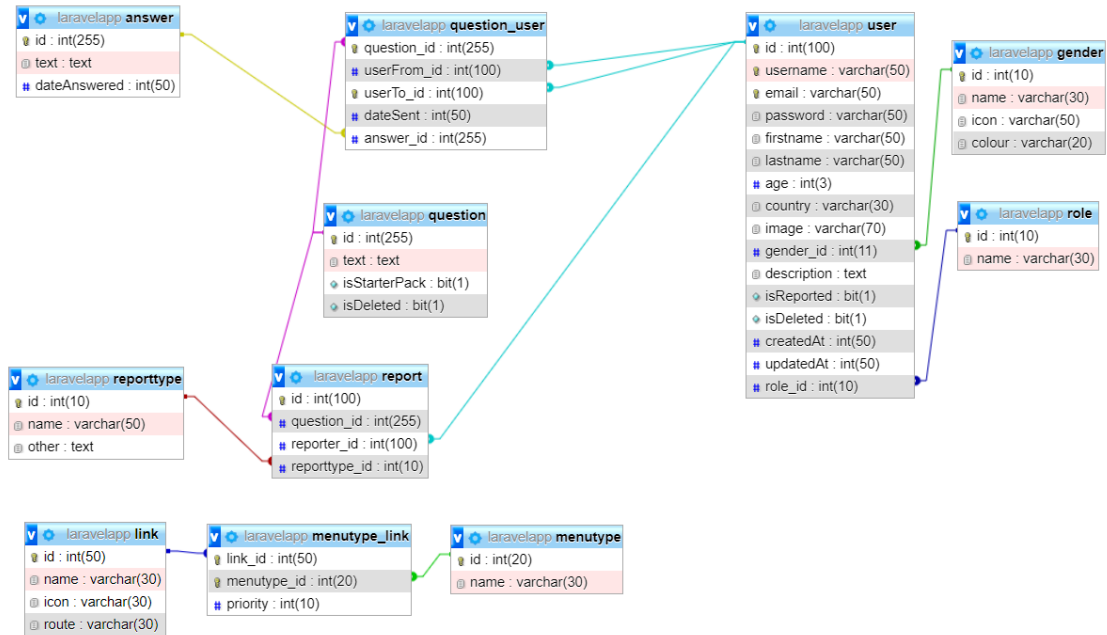 laravelapp answer
id : int(255)
text : text
dateAnswered : int(50)
laravelapp question_user
question_id : int(255)
userFrom_id : int(100)
userTo_id : int(100)
dateSent : int(50)
answer_id : int(255)
laravelapp user
id : int(100)
username : varchar(50)
email : varchar(50)
password : varchar(50)
firstname : varchar(50)
lastname : varchar(50)
age : int(3)
country : varchar(30)
image : varchar(70)
gender_id : int(11)
description : text
isReported : bit(1)
isDeleted : bit(1)
createdAt : int(50)
updatedAt : int(50)
role_id : int(10)
laravelapp gender
id : int(10)
name : varchar(30)
icon : varchar(50)
colour : varchar(20)
laravelapp role
id : int(10)
name : varchar(30)
laravelapp question
id : int(255)
text : text
isStarterPack : bit(1)
isDeleted : bit(1)
laravelapp reporttype
id : int(10)
name : varchar(50)
other : text
laravelapp report
id : int(100)
question_id : int(255)
reporter_id : int(100)
reporttype_id : int(10)
laravelapp link
id : int(50)
name : varchar(30)
icon : varchar(30)
route : varchar(30)
laravelapp menutype_link
link_id : int(50)
menutype_id : int(20)
priority : int(10)
laravelapp menutype
id : int(20)
name : varchar(30)